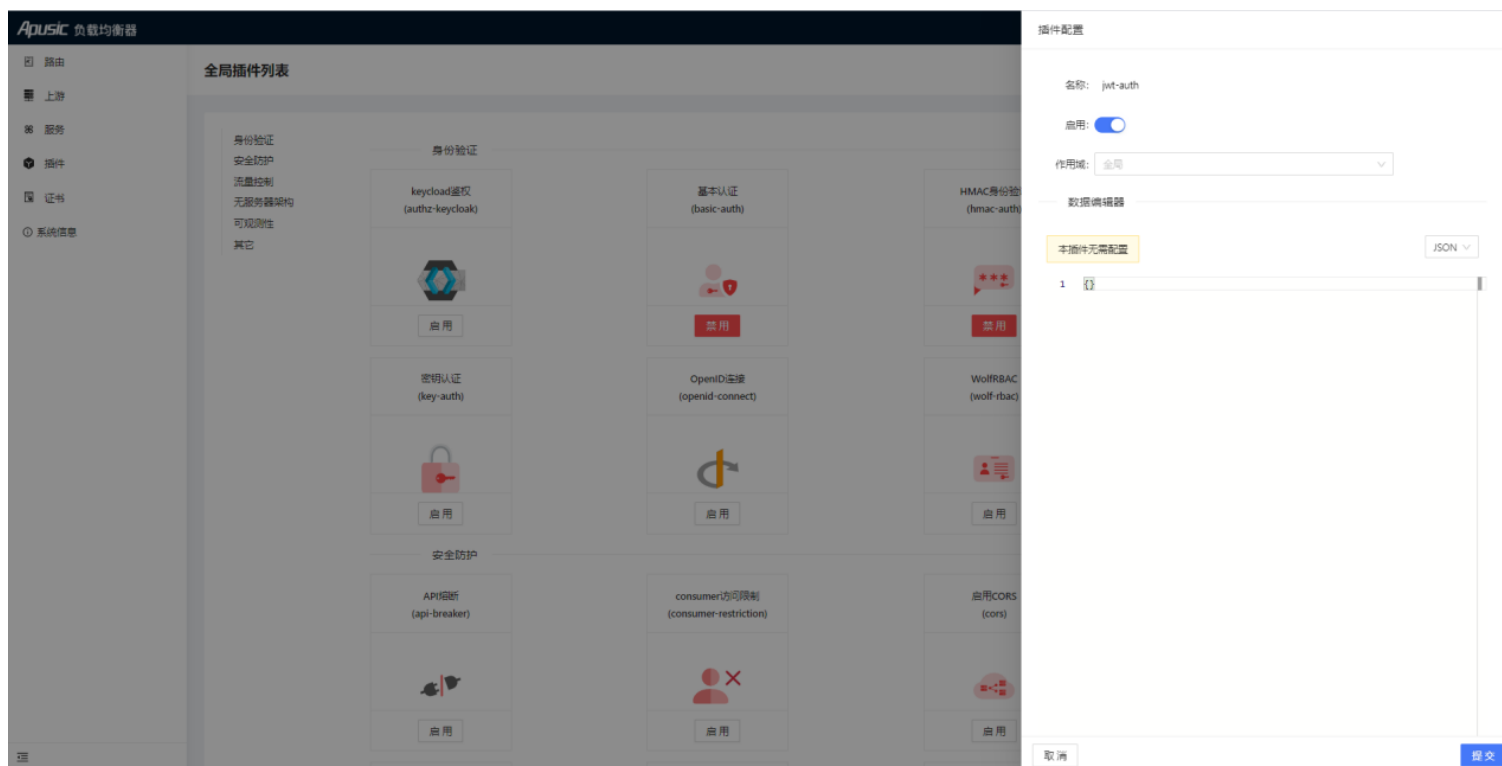 Apusic 负载均衡器
路由
上游
服务
插件
证书
系统信息
全局插件列表
身份验证
安全防护
流量控制
无服务器架构
可观测性
其它
身份验证
keycload鉴权
(authz-keycloak)
启用
基本认证
(basic-auth)
禁用
HMAC身份验
(hmac-auth)
禁用
密钥认证
(key-auth)
启用
OpenID连接
(openid-connect)
启用
WolfRBAC
(wolf-rbac)
启用
安全防护
API熔断
(api-breaker)
启用
consumer访问限制
(consumer-restriction)
启用
启用CORS
(cors)
启用
插件配置
名称: jwt-auth
启用:
作用域: 全局
数据编辑器
本插件无需配置
JSON
1 {}
取消
提交